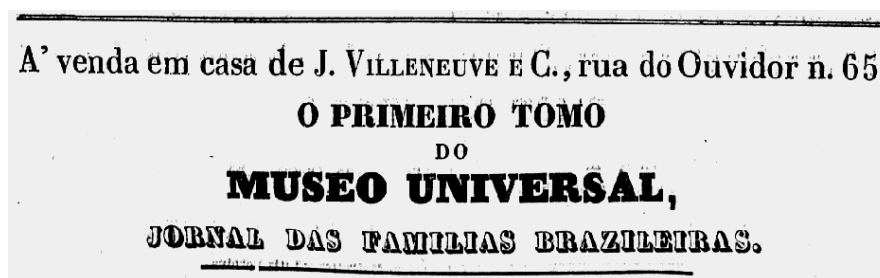 A' venda em casa de J. VILLENEUVE E C., rua do Ouvidor n. 65
O PRIMEIRO TOMO
DO
MUSEO UNIVERSAL,
JORNAL DAS FAMILIAS BRAZILEIRAS.